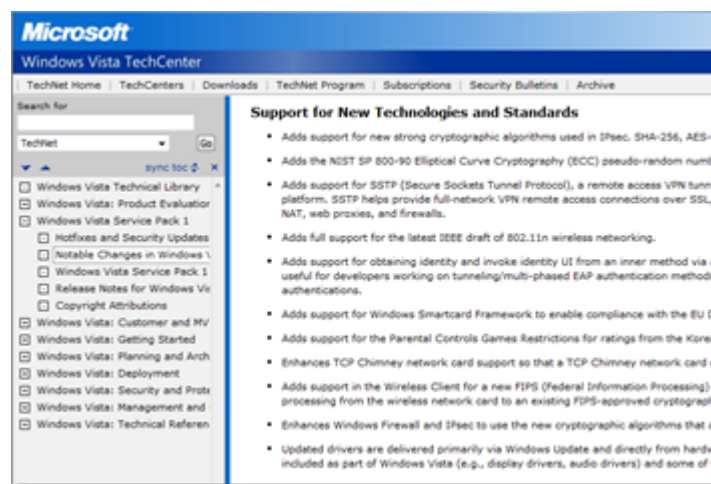 Microsoft
Windows Vista TechCenter
TechNet Home | TechCenters | Downloads | TechNet Program | Subscriptions | Security Bulletins | Archive
Search for
TechNet
Go
sync toc
Windows Vista Technical Library
Windows Vista: Product Evaluation
Windows Vista Service Pack 1
Hotfixes and Security Updates
Notable Changes in Windows
Windows Vista Service Pack 1
Release Notes for Windows Vis
Copyright Attributions
Windows Vista: Customer and MV
Windows Vista: Getting Started
Windows Vista: Planning and Arch
Windows Vista: Deployment
Windows Vista: Security and Prote
Windows Vista: Management and
Windows Vista: Technical Referen
Support for New Technologies and Standards
Adds support for new strong cryptographic algorithms used in IPsec. SHA-256, AES-
Adds the NIST SP 800-90 Elliptical Curve Cryptography (ECC) pseudo-random numb
Adds support for SSTP (Secure Sockets Tunnel Protocol), a remote access VPN tunn
platform. SSTP helps provide full-network VPN remote access connections over SSL,
NAT, web proxies, and firewalls.
Adds full support for the latest IEEE draft of 802.11n wireless networking.
Adds support for obtaining identity and invoke identity UI from an inner method via
useful for developers working on tunneling/multi-phased EAP authentication method
authentications.
Adds support for Windows Smartcard Framework to enable compliance with the EU D
Adds support for the Parental Controls Games Restrictions for ratings from the Kore
Enhances TCP Chimney network card support so that a TCP Chimney network card
Adds support in the Wireless Client for a new FIPS (Federal Information Processing)
processing from the wireless network card to an existing FIPS-approved cryptograph
Enhances Windows Firewall and IPsec to use the new cryptographic algorithms that a
Updated drivers are delivered primarily via Windows Update and directly from hardw
included as part of Windows Vista (e.g., display drivers, audio drivers) and some of